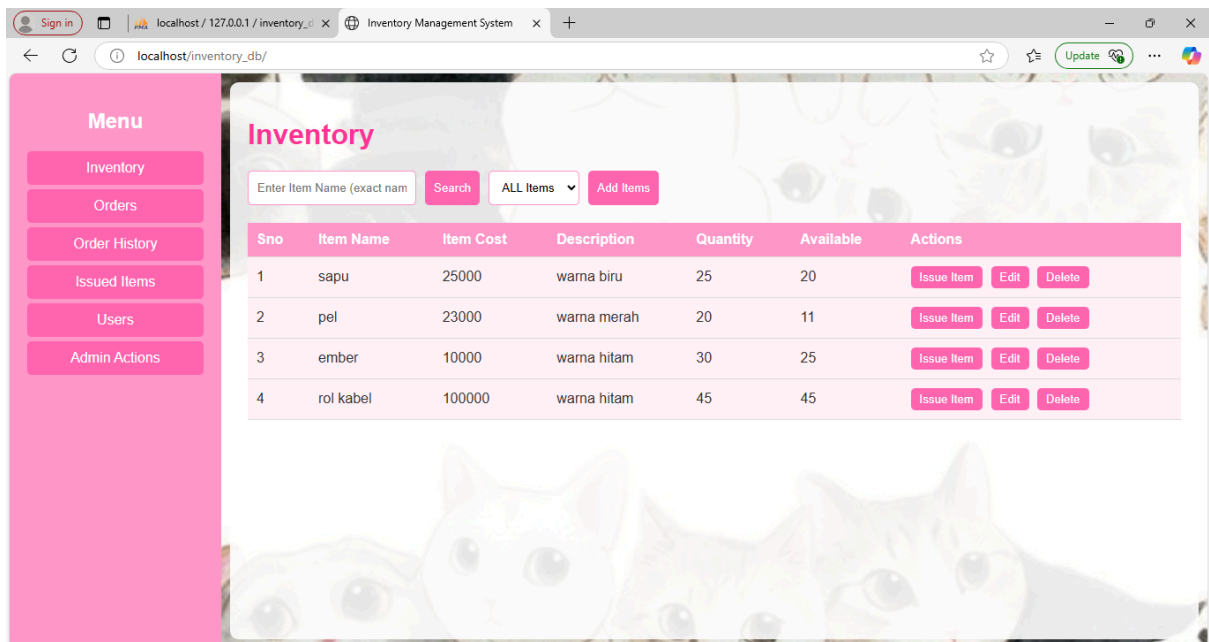 Sign in
localhost / 127.0.0.1 / inventory_d
Inventory Management System
localhost/inventory_db/
Update
Menu
Inventory
Orders
Order History
Issued Items
Users
Admin Actions
Inventory
Enter Item Name (exact nam Search ALL Items Add Items
Sno Item Name Item Cost Description Quantity Available Actions
1 sapu 25000 warna biru 25 20 Issue Item Edit Delete
2 pel 23000 warna merah 20 11 Issue Item Edit Delete
3 ember 10000 warna hitam 30 25 Issue Item Edit Delete
4 rol kabel 100000 warna hitam 45 45 Issue Item Edit Delete